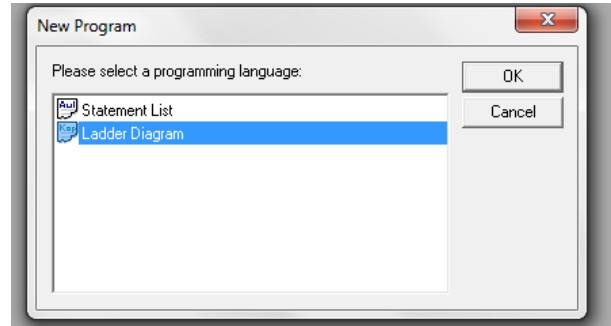 New Program
Please select a programming language:
OK
Statement List
Cancel
Ladder Diagram